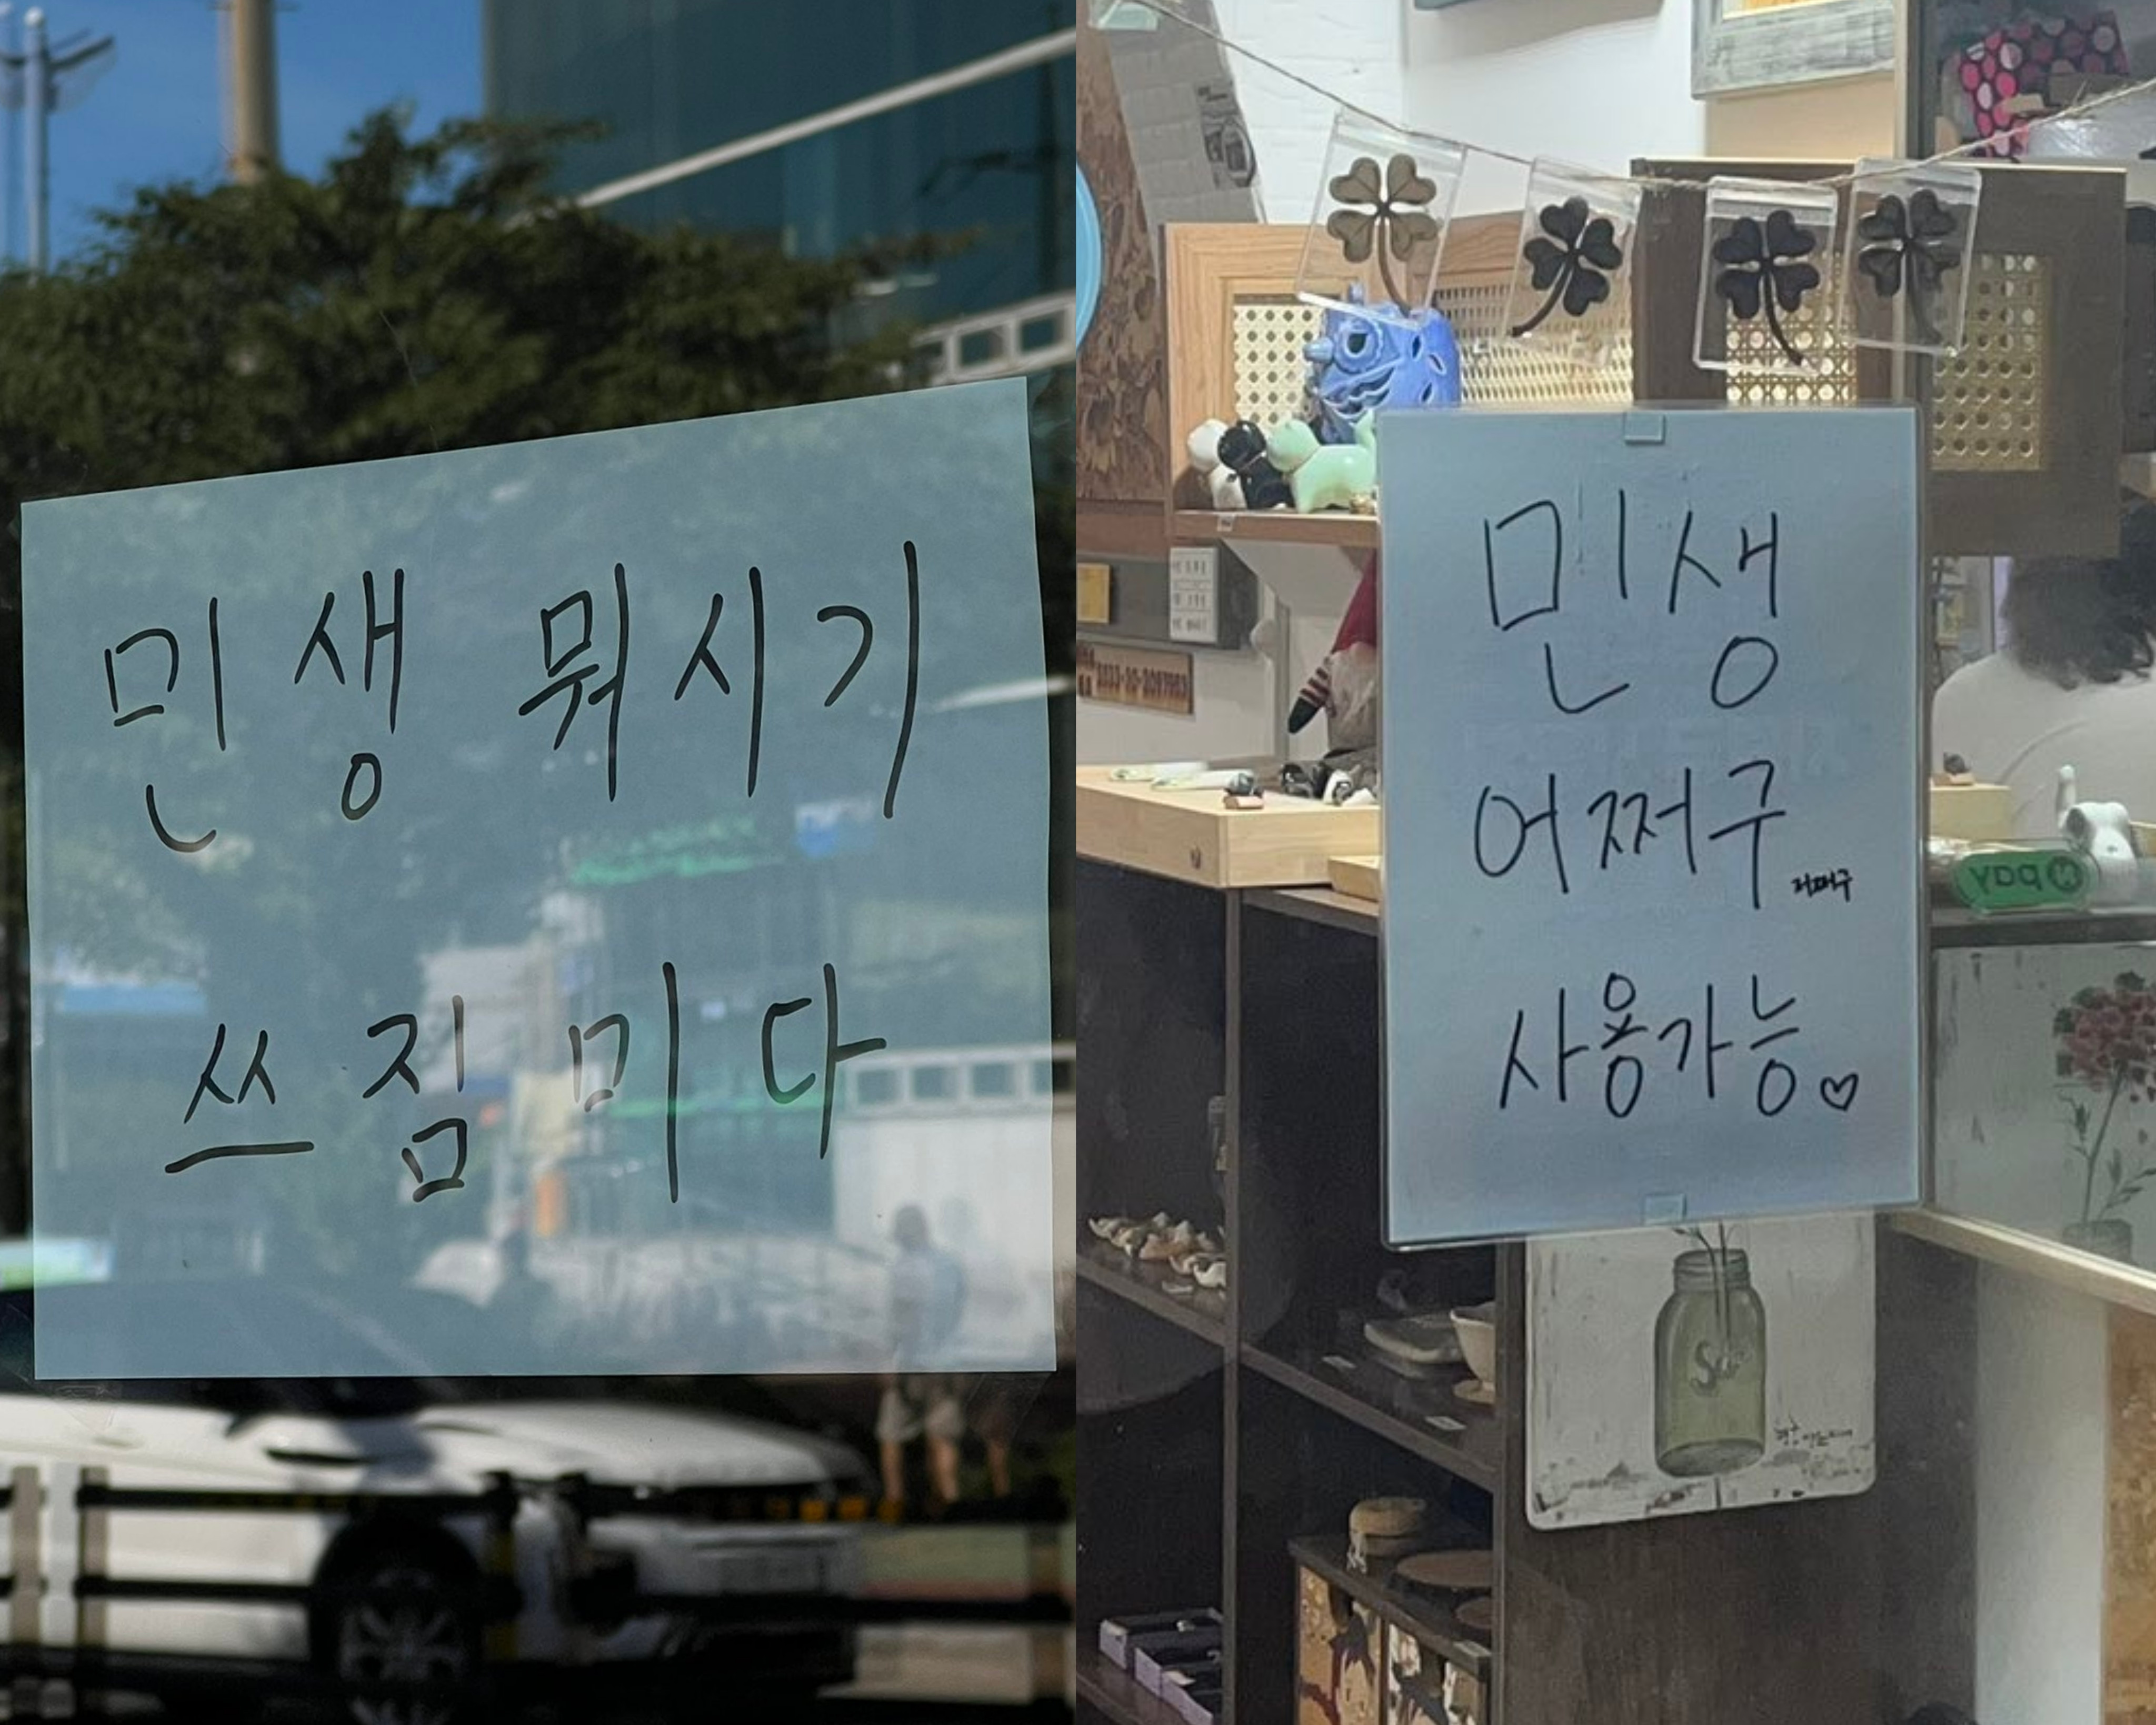 민생 뭐시기
쓰짐미다
민생
어쩌구
저쩌구
사용가능♡